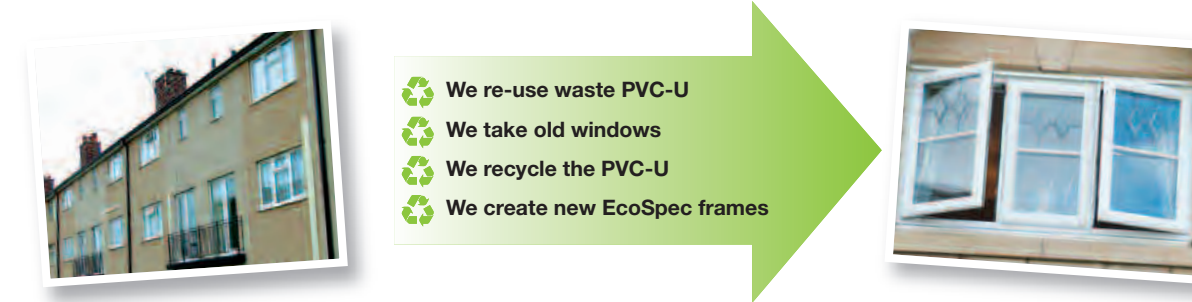 We re-use waste PVC-U
We take old windows
We recycle the PVC-U
We create new EcoSpec frames